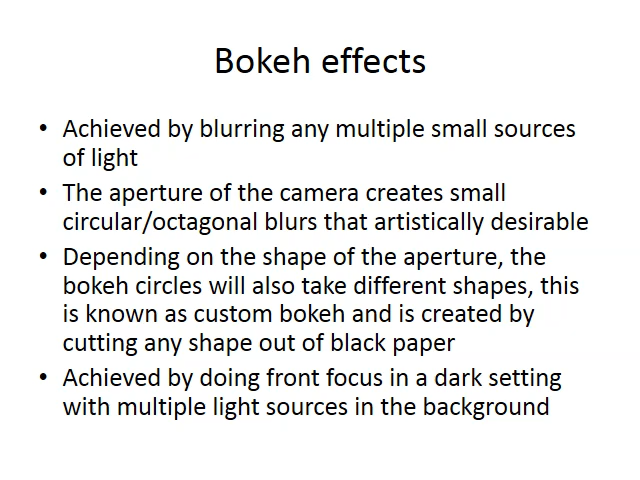 Bokeh effects
• Achieved by blurring any multiple small sources
of light
• The aperture of the camera creates small
circular/octagonal blurs that artistically desirable
• Depending on the shape of the aperture, the
bokeh circles will also take different shapes, this
is known as custom bokeh and is created by
cutting any shape out of black paper
• Achieved by doing front focus in a dark setting
with multiple light sources in the background